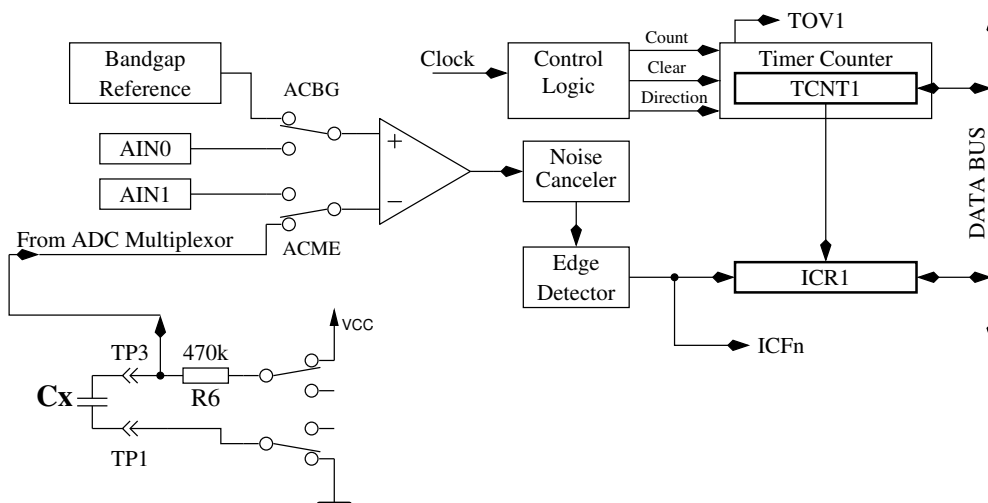 TOV1
Bandgap
Reference
ACBG
Clock
Control
Logic
Count
Clear
Direction
Timer Counter
TCNT1
AIN0
AIN1
+
−
Noise
Canceler
DATA BUS
From ADC Multiplexor
ACME
Edge
Detector
ICR1
ICFn
VCC
TP3
470k
R6
Cx
TP1